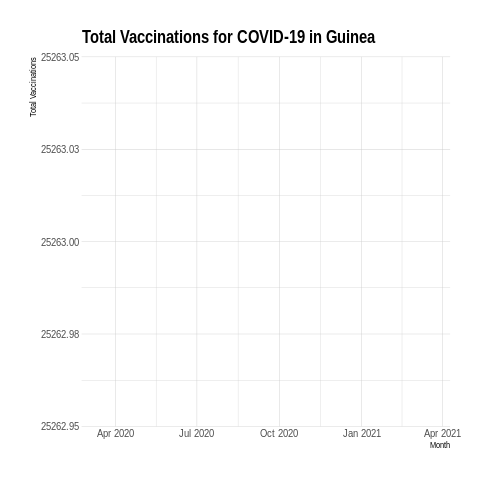 Total Vaccinations for COVID-19 in Guinea
Total Vaccinations
25263.05
25263.03
25263.00
25262.98
25262.95
Apr 2020
Jul 2020
Oct 2020
Jan 2021
Apr 2021
Month